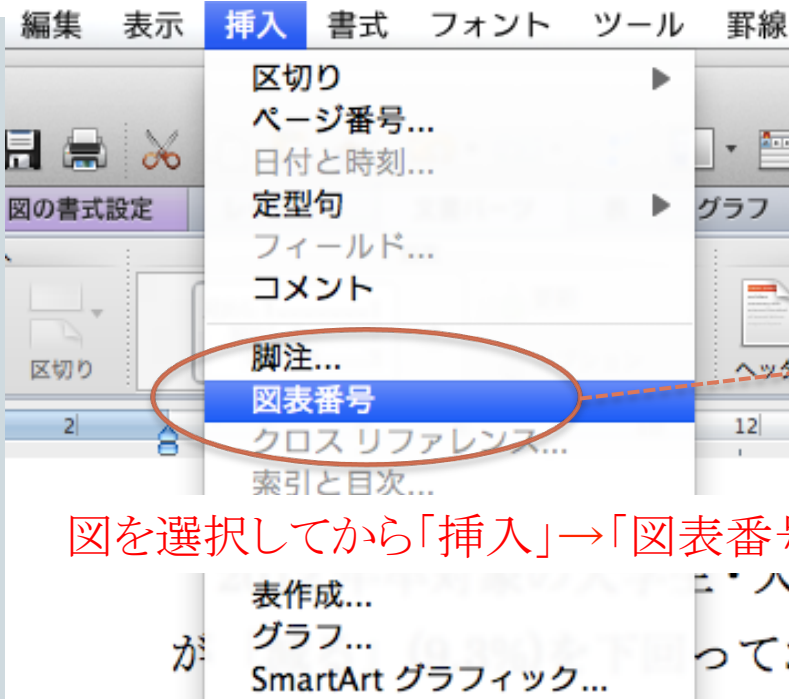 編集 表示 挿入 書式 フォント ツール 罫線
区切り
ページ番号...
日付と時刻...
図の書式設定
定型句
グラフ
フィールド...
コメント
区切り
脚注...
図表番号
クロス リファレンス...
2
12
索引と目次...
図を選択してから「挿入」→「図表番
表作成...
が
グラフ...
って
SmartArt グラフィック...